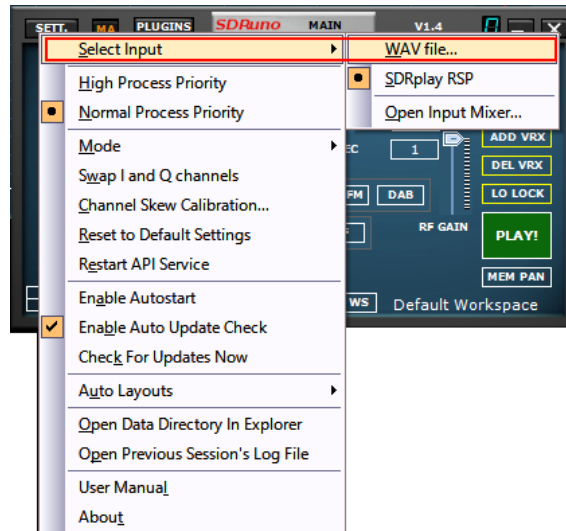 SETT. MA PLUGINS SDRuno MAIN V1.4
Select Input WAV file...
High Process Priority SDRplay RSP
Normal Process Priority Open Input Mixer...
Mode EC 1 ADD VRX
DEL VRX
Swap I and Q channels FM DAB LO LOCK
Channel Skew Calibration...
Reset to Default Settings RF GAIN PLAY!
Restart API Service
MEM PAN
Enable Autostart WS Default Workspace
Enable Auto Update Check
Check For Updates Now
Auto Layouts
Open Data Directory In Explorer
Open Previous Session's Log File
User Manual
About